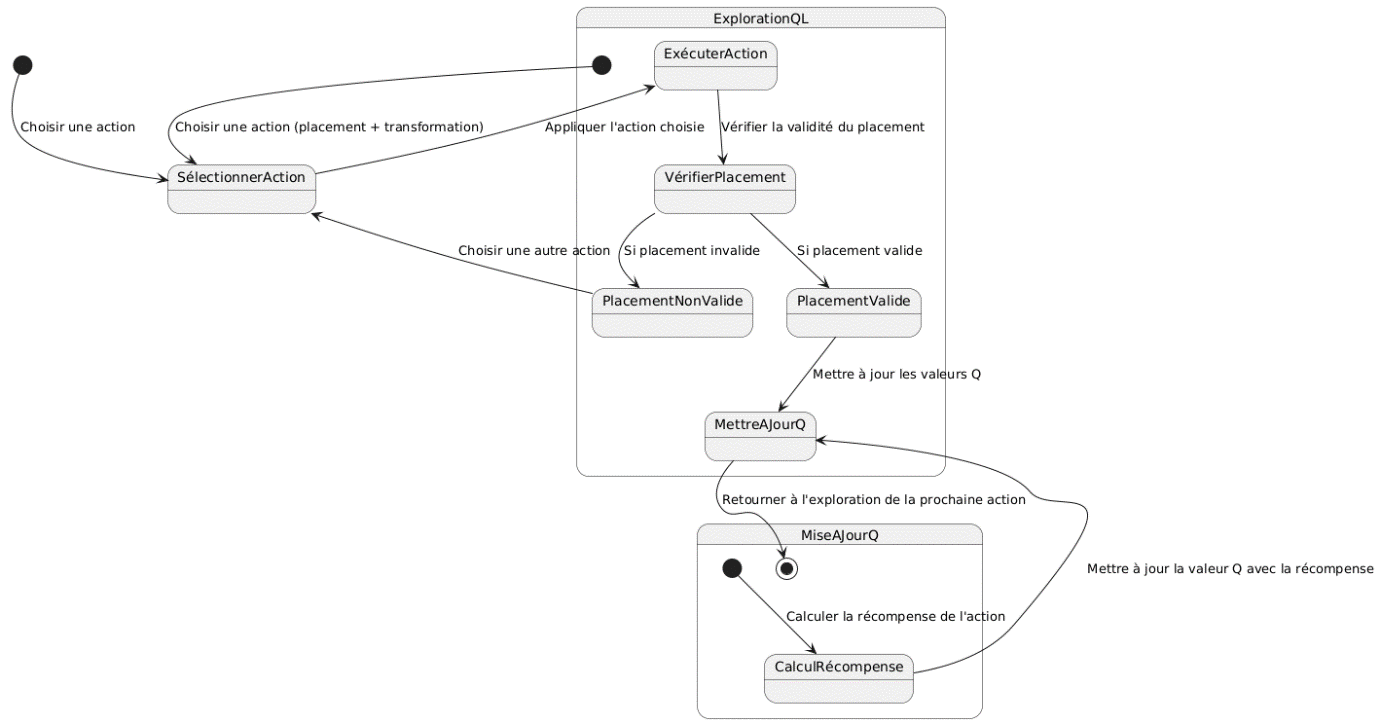 ExplorationQL
ExécuterAction
Choisir une action
Choisir une action (placement + transformation)
Appliquer l'action choisie
Vérifier la validité du placement
SélectionnerAction
VérifierPlacement
Choisir une autre action
Si placement invalide
Si placement valide
PlacementNonValide
PlacementValide
Mettre à jour les valeurs Q
MettreAJourQ
Retourner à l'exploration de la prochaine action
MiseAJourQ
Mettre à jour la valeur Q avec la récompense
Calculer la récompense de l'action
CalculRécompense